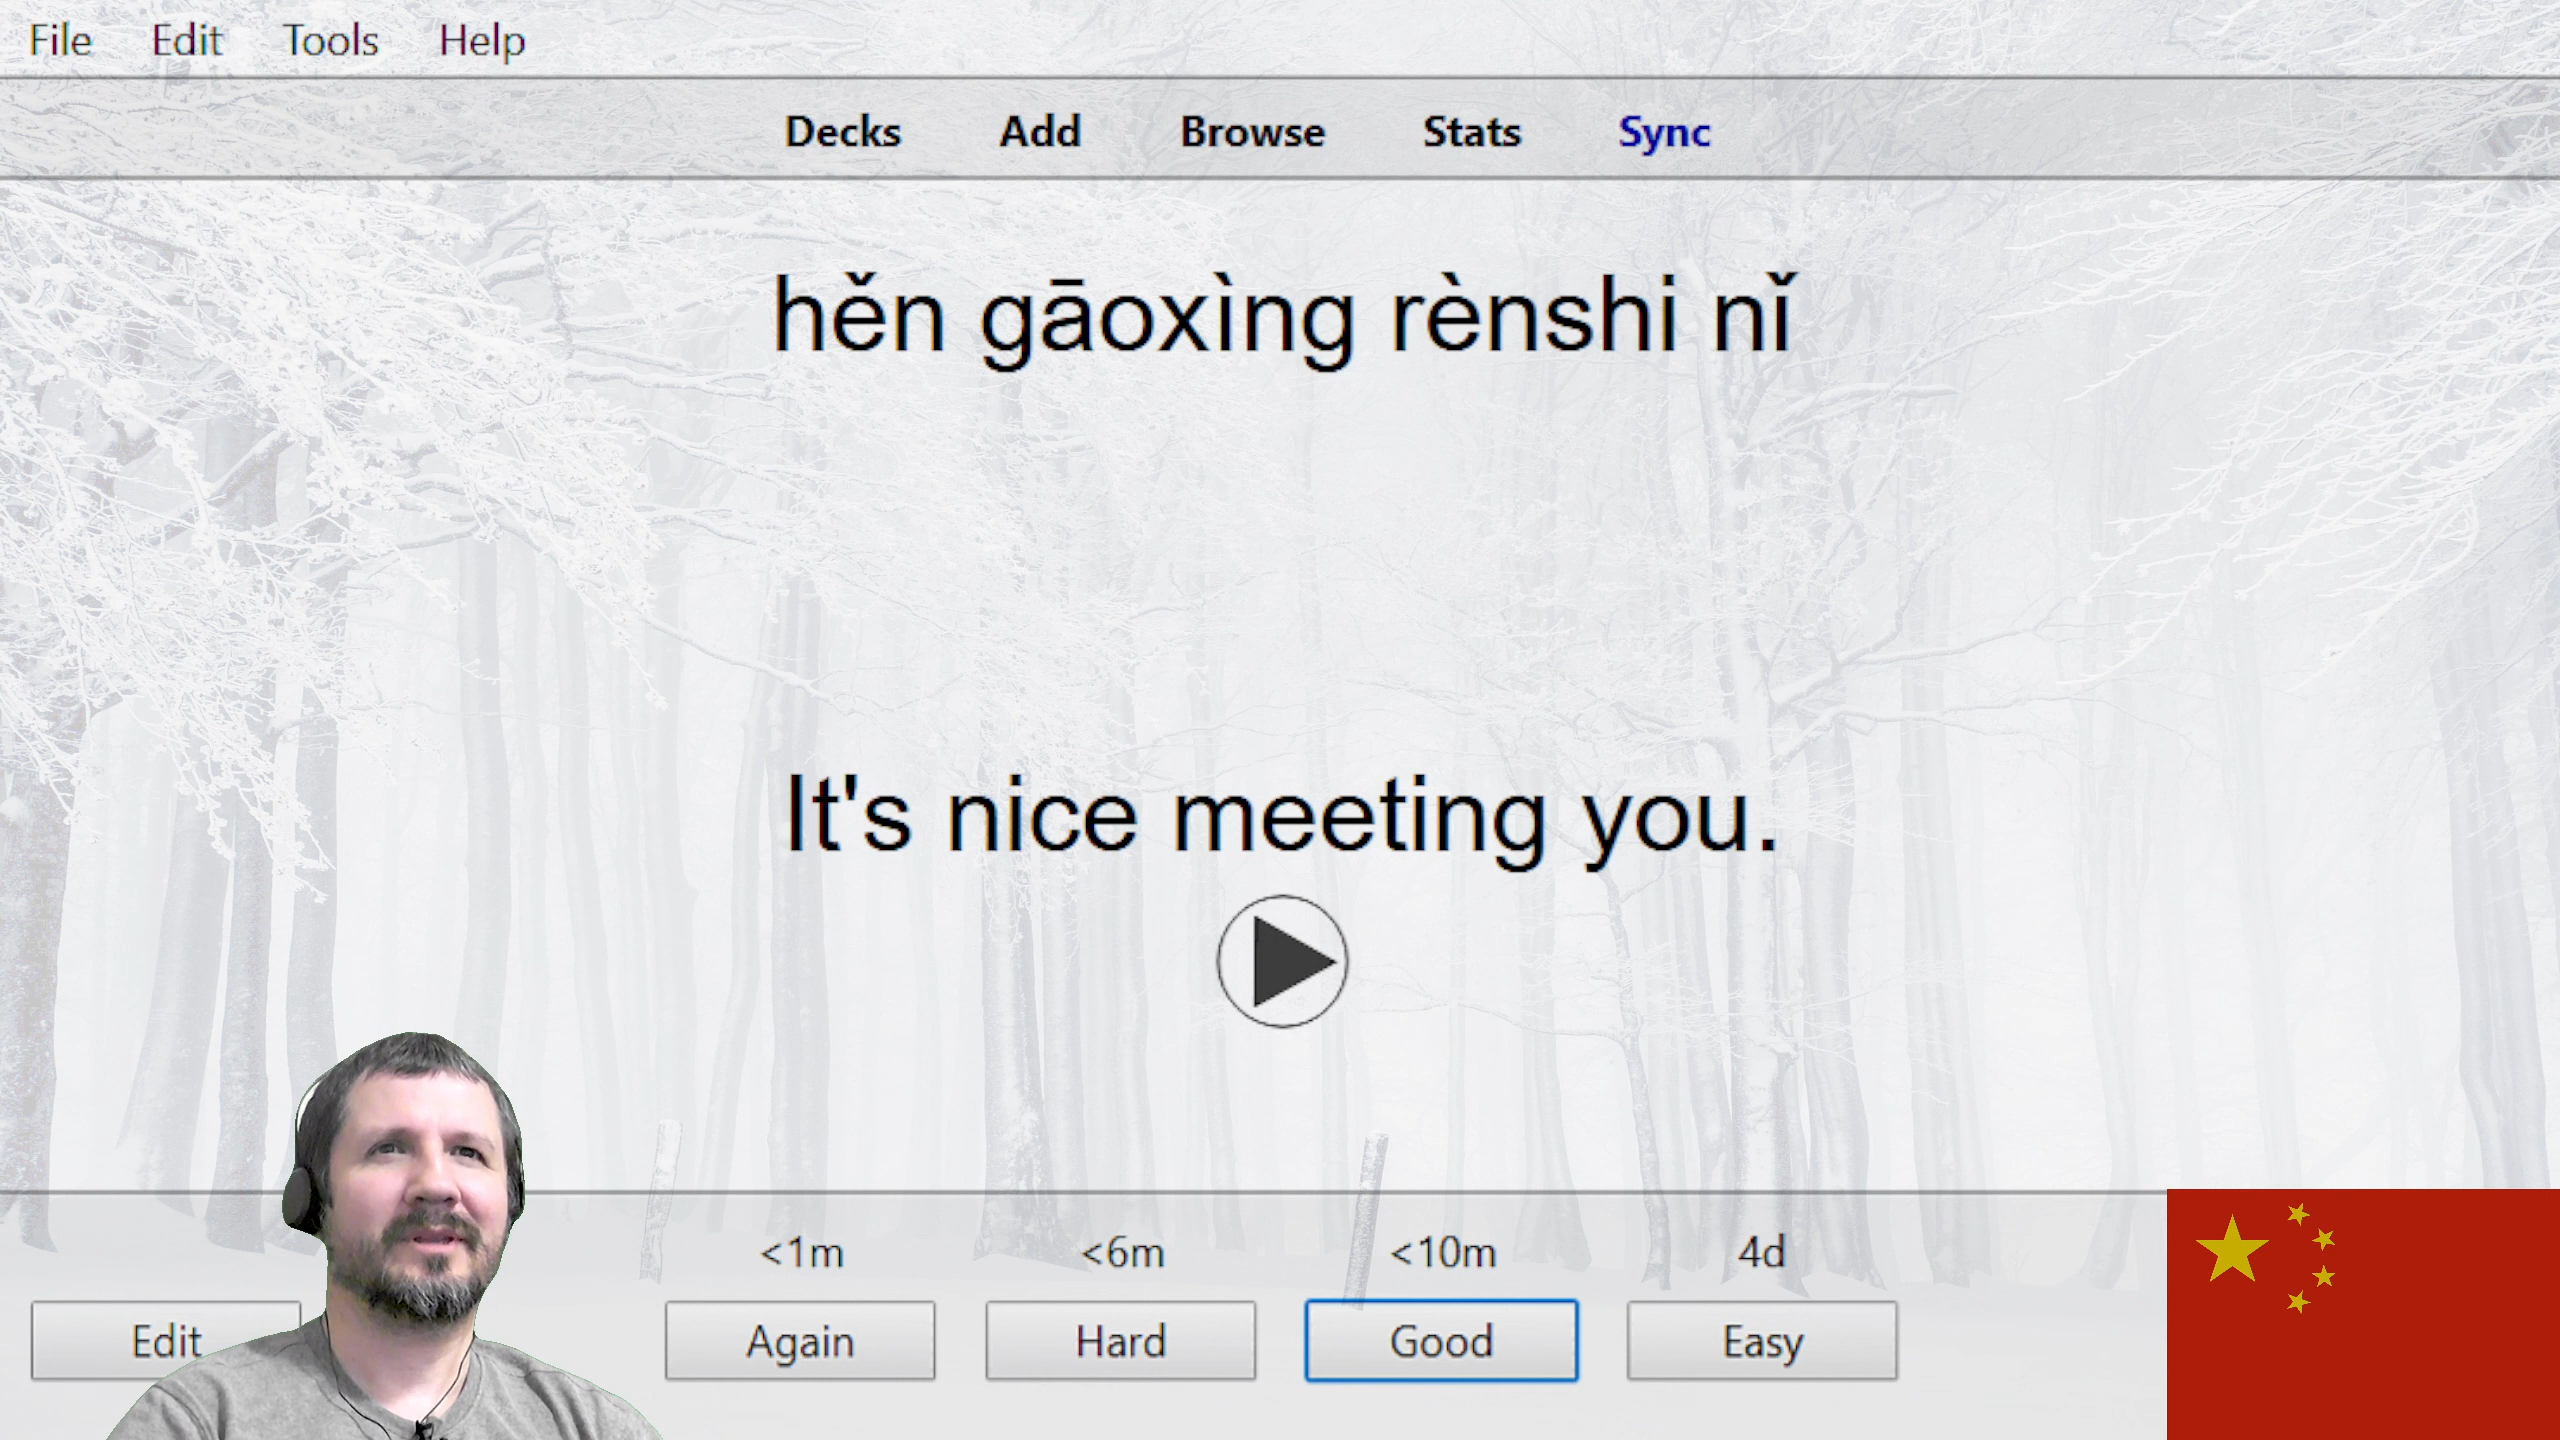 File Edit Tools Help
Decks Add Browse Stats Sync
hěn gāoxìng rènshi nǐ
It's nice meeting you.
<1m <6m <10m 4d
Edit Again Hard Good Easy